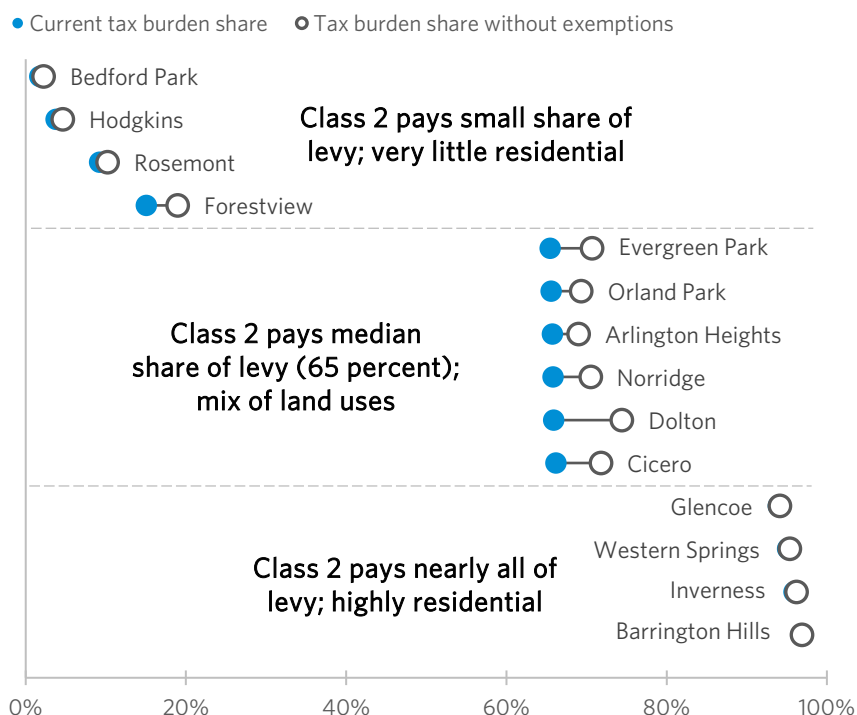 Current tax burden share Tax burden share without exemptions
Bedford Park
Hodgkins
Class 2 pays small share of
levy; very little residential
Rosemont
Forestview
Evergreen Park
Orland Park
Arlington Heights
Class 2 pays median
share of levy (65 percent);
mix of land uses
Norridge
Dolton
Cicero
Glencoe
Western Springs
Class 2 pays nearly all of
levy; highly residential
Inverness
Barrington Hills
0% 20% 40% 60% 80% 100%